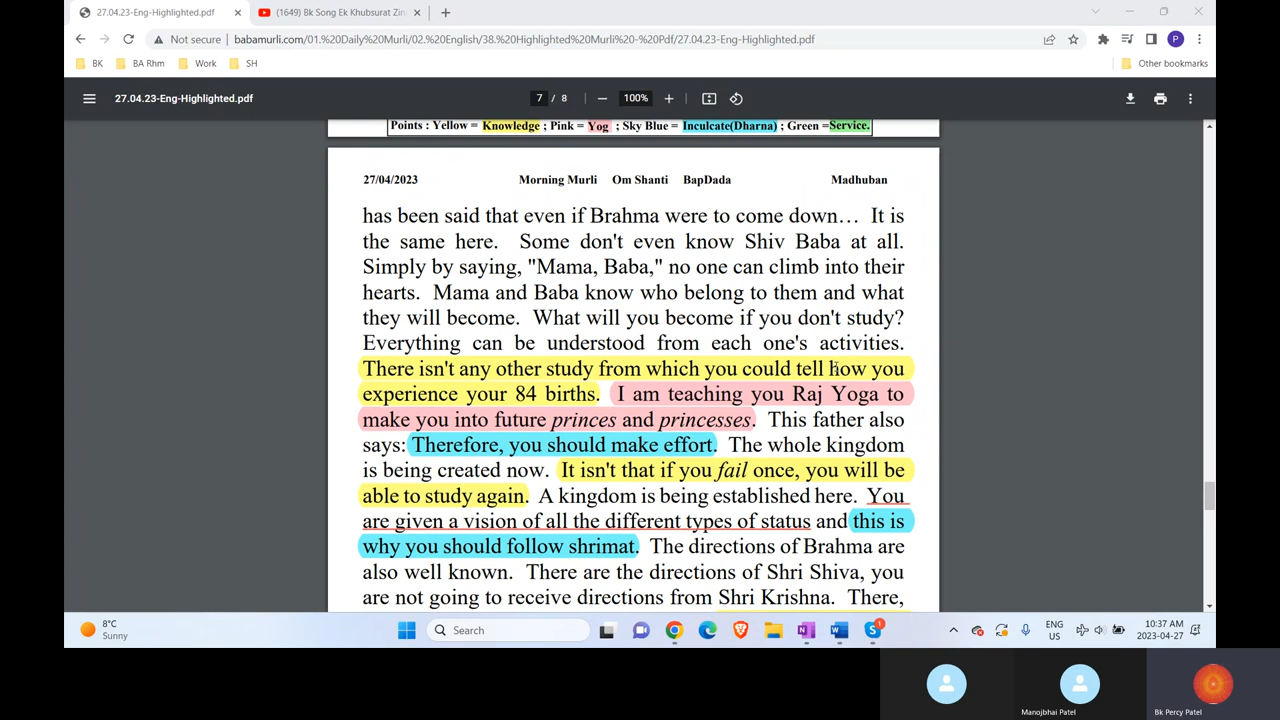 27.04.23-Eng-Highlighted.pdf
(1649) Bk Song Ek Khubsurat Zin
Not secure
babamurli.com/01.%20Daily%20Murli/02.%20English/38.%20Highlighted%20Murli%20-%20Pdf/27.04.23-Eng-Highlighted.pdf
P
BK
BA Rhm
Work
SH
Other bookmarks
27.04.23-Eng-Highlighted.pdf
7 / 8
100%
Points : Yellow = Knowledge ; Pink = Yog ; Sky Blue = Inculcate(Dharna) ; Green =Service.
27/04/2023 Morning Murli Om Shanti BapDada Madhuban
has been said that even if Brahma were to come down… It is
the same here. Some don't even know Shiv Baba at all.
Simply by saying, "Mama, Baba," no one can climb into their
hearts. Mama and Baba know who belong to them and what
they will become. What will you become if you don't study?
Everything can be understood from each one's activities.
There isn't any other study from which you could tell how you
experience your 84 births. I am teaching you Raj Yoga to
make you into future princes and princesses. This father also
says: Therefore, you should make effort. The whole kingdom
is being created now. It isn't that if you fail once, you will be
able to study again. A kingdom is being established here. You
are given a vision of all the different types of status and this is
why you should follow shrimat. The directions of Brahma are
also well known. There are the directions of Shri Shiva, you
are not going to receive directions from Shri Krishna. There,
8°C
Sunny
Search
1
ENG
US
10:37 AM
2023-04-27
Manojbhai Patel
Bk Percy Patel